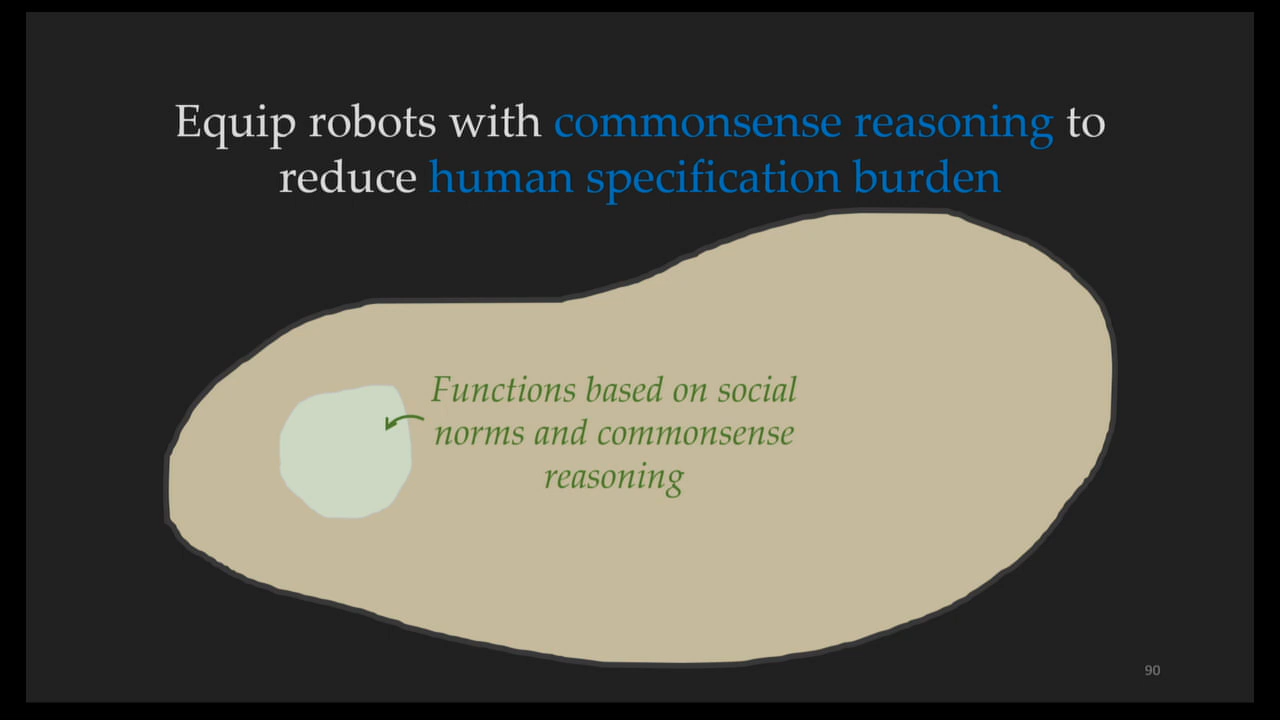 Equip robots with commonsense reasoning to
reduce human specification burden
Functions based on social
norms and commonsense
reasoning
90